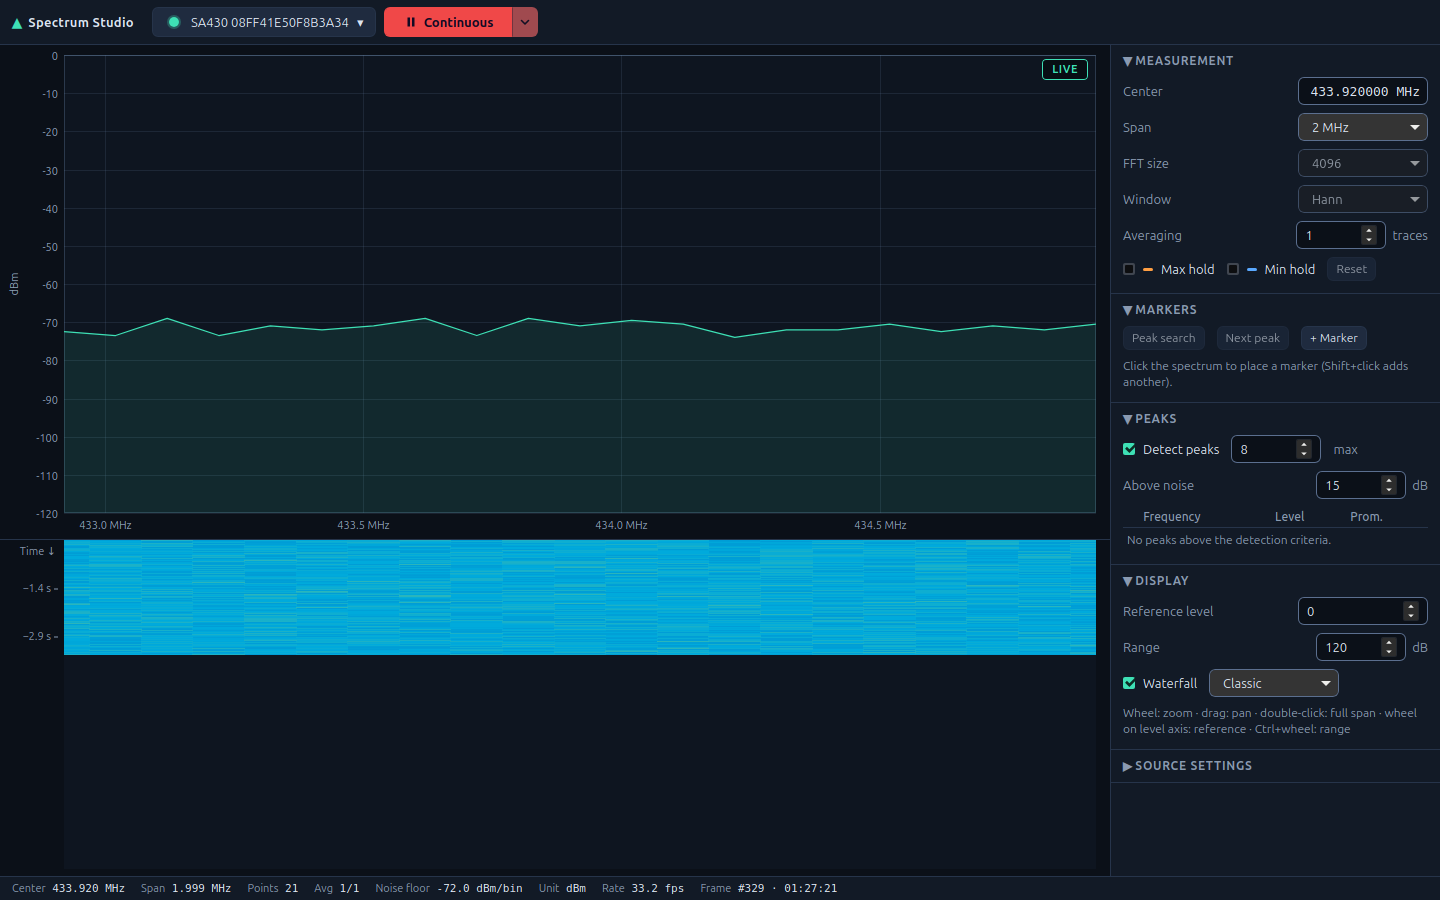 ▲ Spectrum Studio
SA430 08FF41E50F8B3A34 ▾
Continuous
0
-10
-20
-30
-40
-50
-60
-70
-80
-90
-100
-110
-120
dBm
LIVE
433.0 MHz
433.5 MHz
434.0 MHz
434.5 MHz
Time ↓
−1.4 s
−2.9 s
▼ MEASUREMENT
Center 433.920000 MHz
Span 2 MHz
FFT size 4096
Window Hann
Averaging 1 traces
Max hold Min hold Reset
▼ MARKERS
Peak search Next peak + Marker
Click the spectrum to place a marker (Shift+click adds
another).
▼ PEAKS
Detect peaks 8 max
Above noise 15 dB
Frequency Level Prom.
No peaks above the detection criteria.
▼ DISPLAY
Reference level 0
Range 120 dB
Waterfall Classic
Wheel: zoom · drag: pan · double-click: full span · wheel
on level axis: reference · Ctrl+wheel: range
▶ SOURCE SETTINGS
Center 433.920 MHz Span 1.999 MHz Points 21 Avg 1/1 Noise floor -72.0 dBm/bin Unit dBm Rate 33.2 fps Frame #329 · 01:27:21